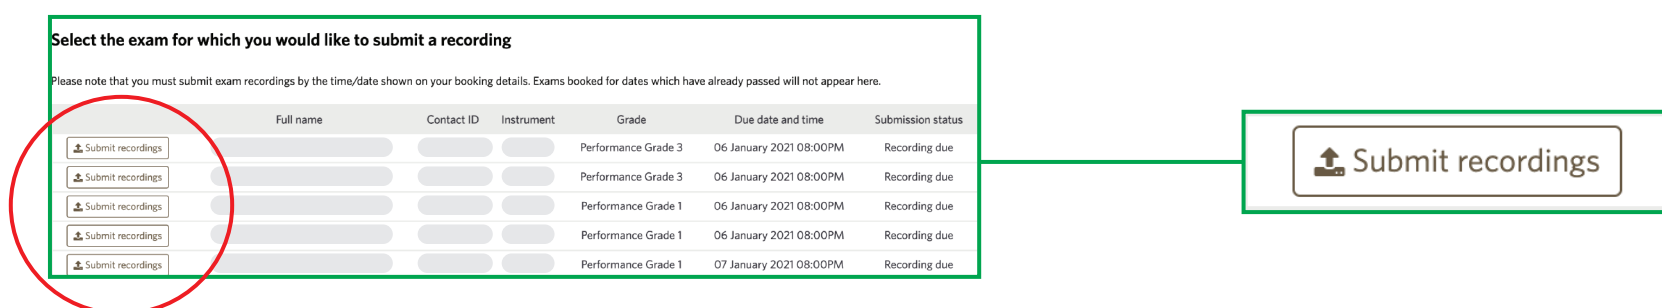 Select the exam for which you would like to submit a recording
Please note that you must submit exam recordings by the time/date shown on your booking details. Exams booked for dates which have already passed will not appear here.
Full name Contact ID Instrument Grade Due date and time Submission status
Submit recordings Performance Grade 3 06 January 2021 08:00PM Recording due
Submit recordings Performance Grade 3 06 January 2021 08:00PM Recording due
Submit recordings Performance Grade 1 06 January 2021 08:00PM Recording due
Submit recordings Performance Grade 1 06 January 2021 08:00PM Recording due
Submit recordings Performance Grade 1 07 January 2021 08:00PM Recording due
Submit recordings